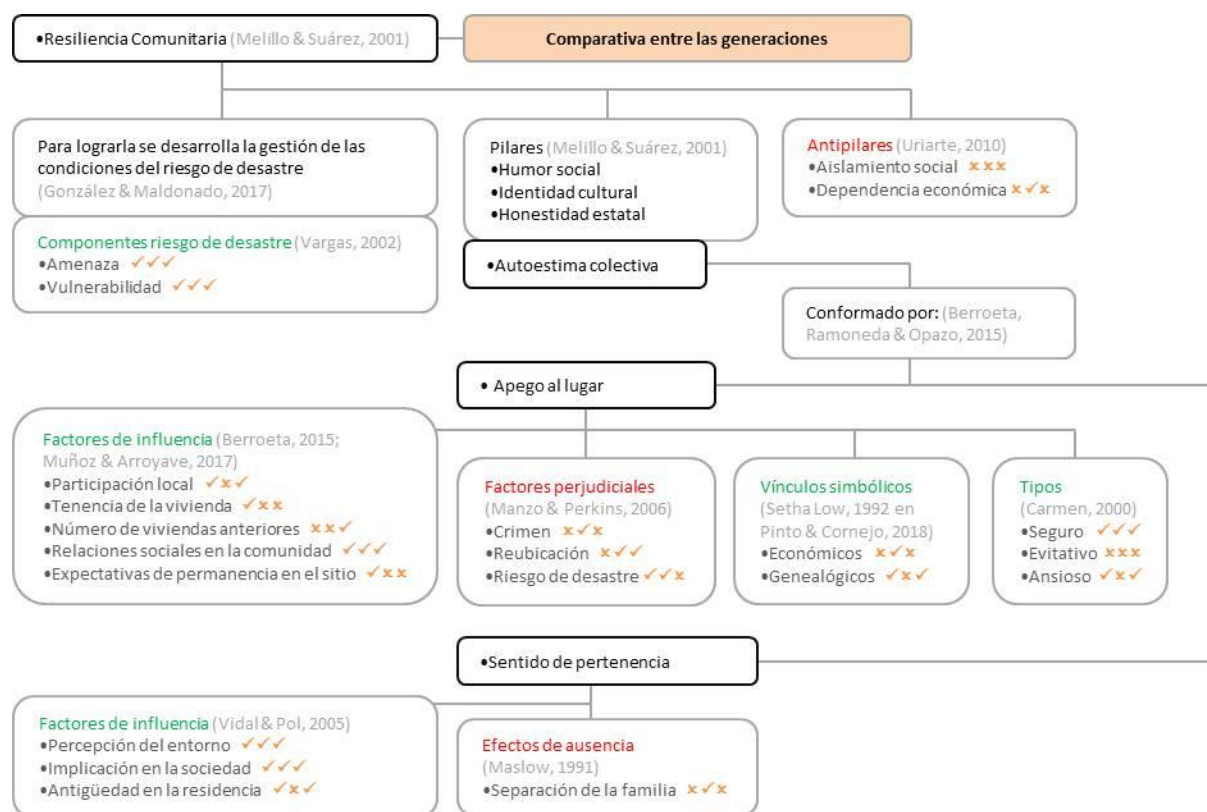 •Resiliencia Comunitaria (Melillo & Suárez, 2001)
Comparativa entre las generaciones
Para lograrla se desarrolla la gestión de las
condiciones del riesgo de desastre
(González & Maldonado, 2017)
Pilares (Melillo & Suárez, 2001)
•Humor social
•Identidad cultural
•Honestidad estatal
Antipilares (Uriarte, 2010)
•Aislamiento social ×××
•Dependencia económica ×✓×
Componentes riesgo de desastre (Vargas, 2002)
•Amenaza ✓✓✓
•Vulnerabilidad ✓✓✓
•Autoestima colectiva
Conformado por: (Berroeta,
Ramoneda & Opazo, 2015)
• Apego al lugar
Factores de influencia (Berroeta, 2015;
Muñoz & Arroyave, 2017)
•Participación local ✓×✓
•Tenencia de la vivienda ✓××
•Número de viviendas anteriores ××✓
•Relaciones sociales en la comunidad ✓✓✓
•Expectativas de permanencia en el sitio ✓××
Factores perjudiciales
(Manzo & Perkins, 2006)
•Crimen ×✓×
•Reubicación ×✓✓
•Riesgo de desastre ✓✓×
Vínculos simbólicos
(Setha Low, 1992 en
Pinto & Cornejo, 2018)
•Económicos ×✓×
•Genealógicos ✓×✓
Tipos
(Carmen, 2000)
•Seguro ✓✓✓
•Evitativo ×××
•Ansioso ✓×✓
•Sentido de pertenencia
Factores de influencia (Vidal & Pol, 2005)
•Percepción del entorno ✓✓✓
•Implicación en la sociedad ✓✓✓
•Antigüedad en la residencia ✓×✓
Efectos de ausencia
(Maslow, 1991)
•Separación de la familia ×✓×